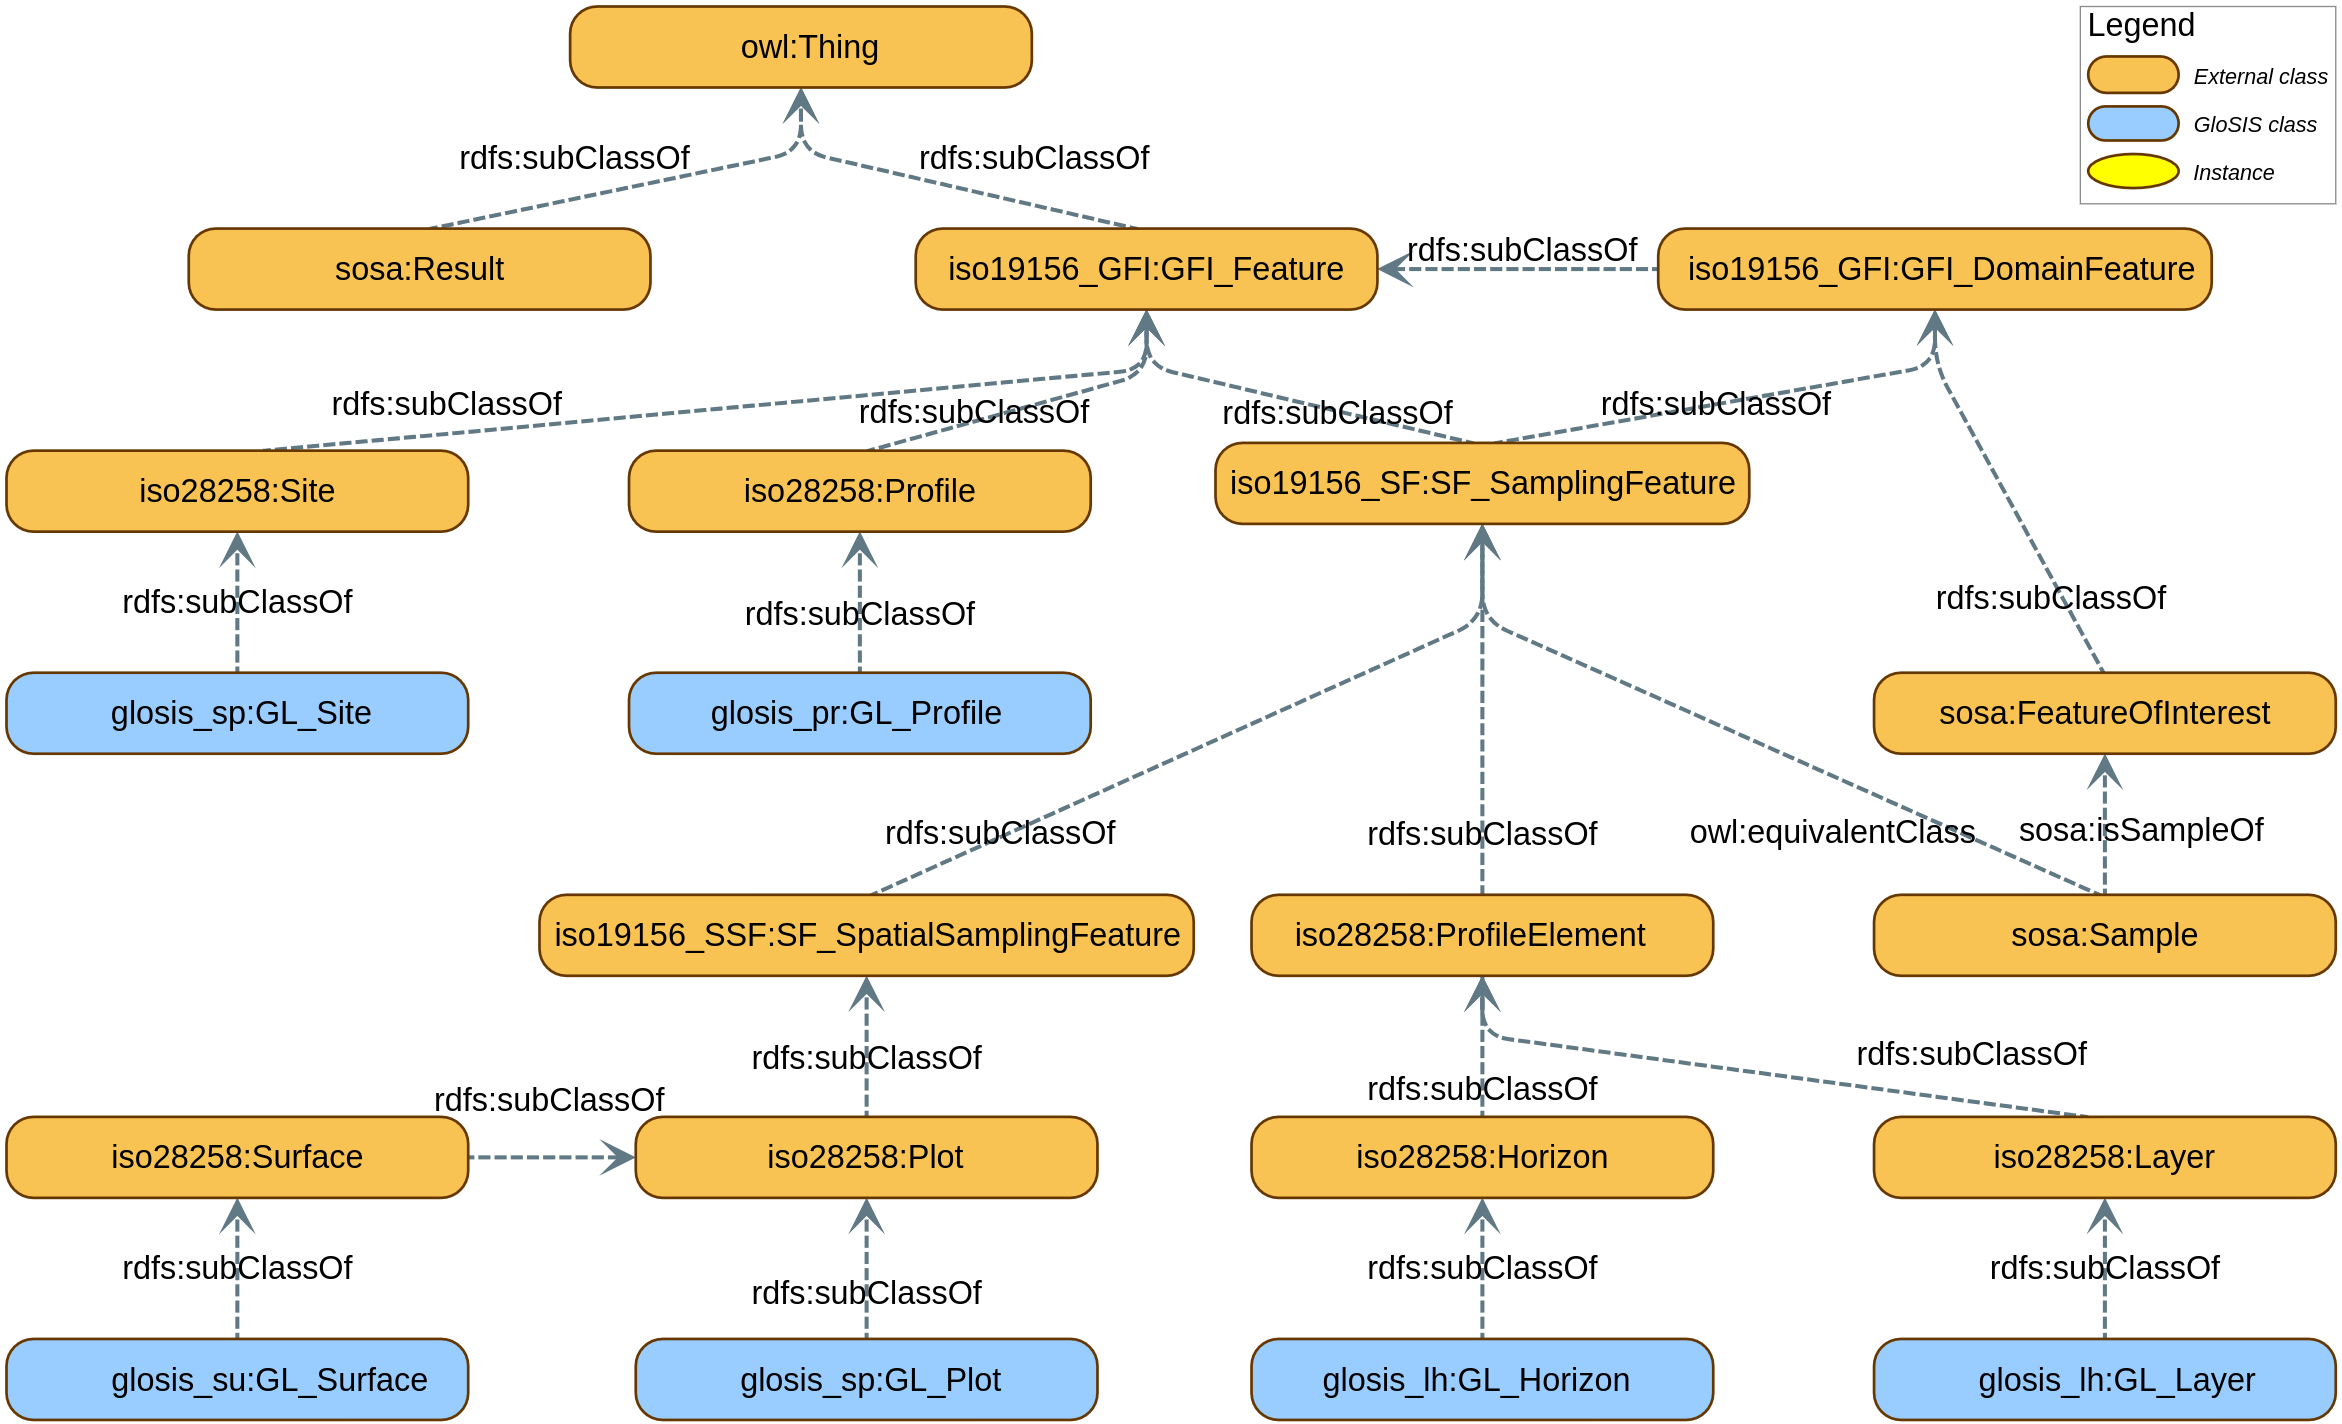 owl:Thing
Legend
External class
GloSIS class
Instance
rdfs:subClassOf
rdfs:subClassOf
sosa:Result
iso19156_GFI:GFI_Feature
rdfs:subClassOf
iso19156_GFI:GFI_DomainFeature
rdfs:subClassOf
rdfs:subClassOf
rdfs:subClassOf
rdfs:subClassOf
iso28258:Site
iso28258:Profile
iso19156_SF:SF_SamplingFeature
rdfs:subClassOf
rdfs:subClassOf
rdfs:subClassOf
glosis_sp:GL_Site
glosis_pr:GL_Profile
sosa:FeatureOfInterest
rdfs:subClassOf
rdfs:subClassOf
owl:equivalentClass
sosa:isSampleOf
iso19156_SSF:SF_SpatialSamplingFeature
iso28258:ProfileElement
sosa:Sample
rdfs:subClassOf
rdfs:subClassOf
rdfs:subClassOf
rdfs:subClassOf
iso28258:Surface
iso28258:Plot
iso28258:Horizon
iso28258:Layer
rdfs:subClassOf
rdfs:subClassOf
rdfs:subClassOf
rdfs:subClassOf
glosis_su:GL_Surface
glosis_sp:GL_Plot
glosis_lh:GL_Horizon
glosis_lh:GL_Layer